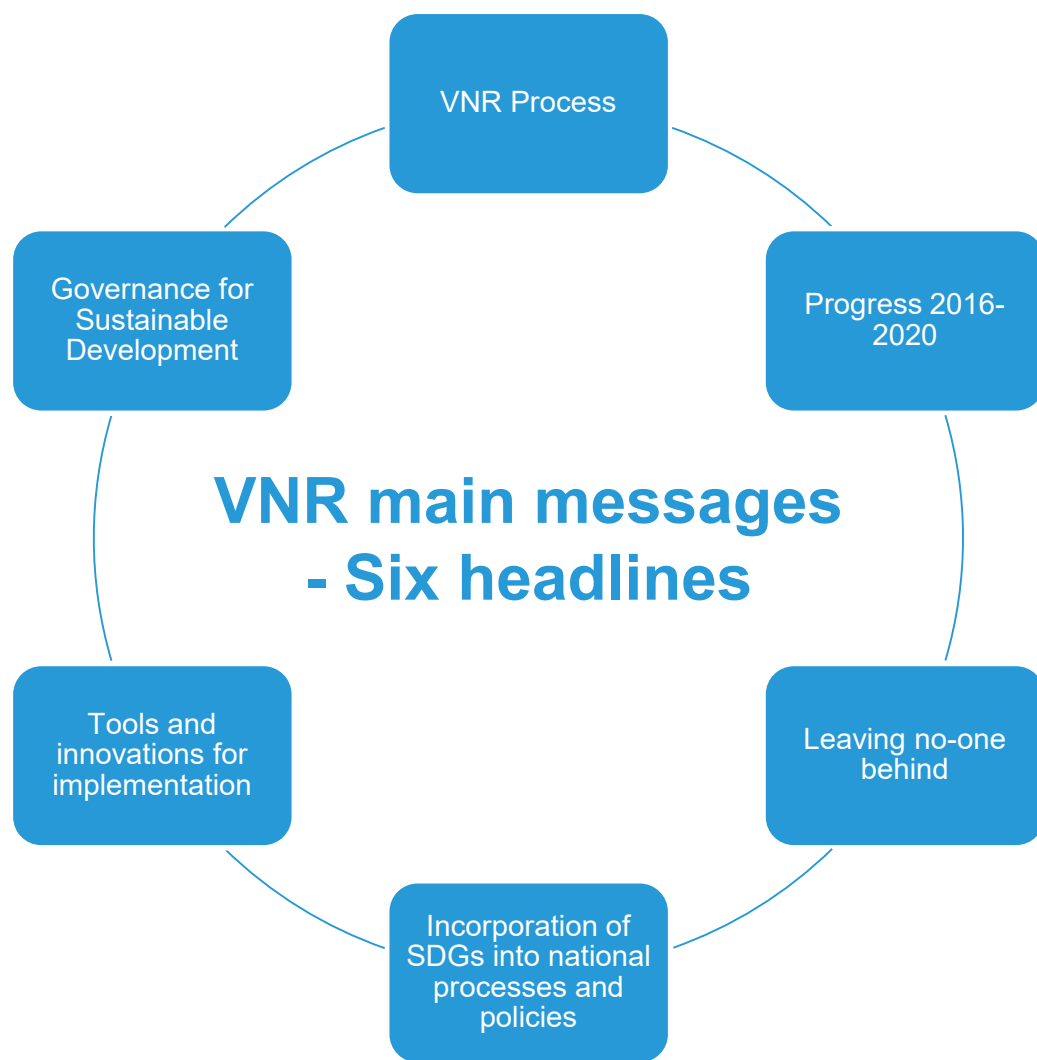 VNR Process
Progress 2016-
2020
Leaving no-one
behind
Incorporation of
SDGs into national
processes and
policies
Tools and
innovations for
implementation
Governance for
Sustainable
Development
VNR main messages
- Six headlines